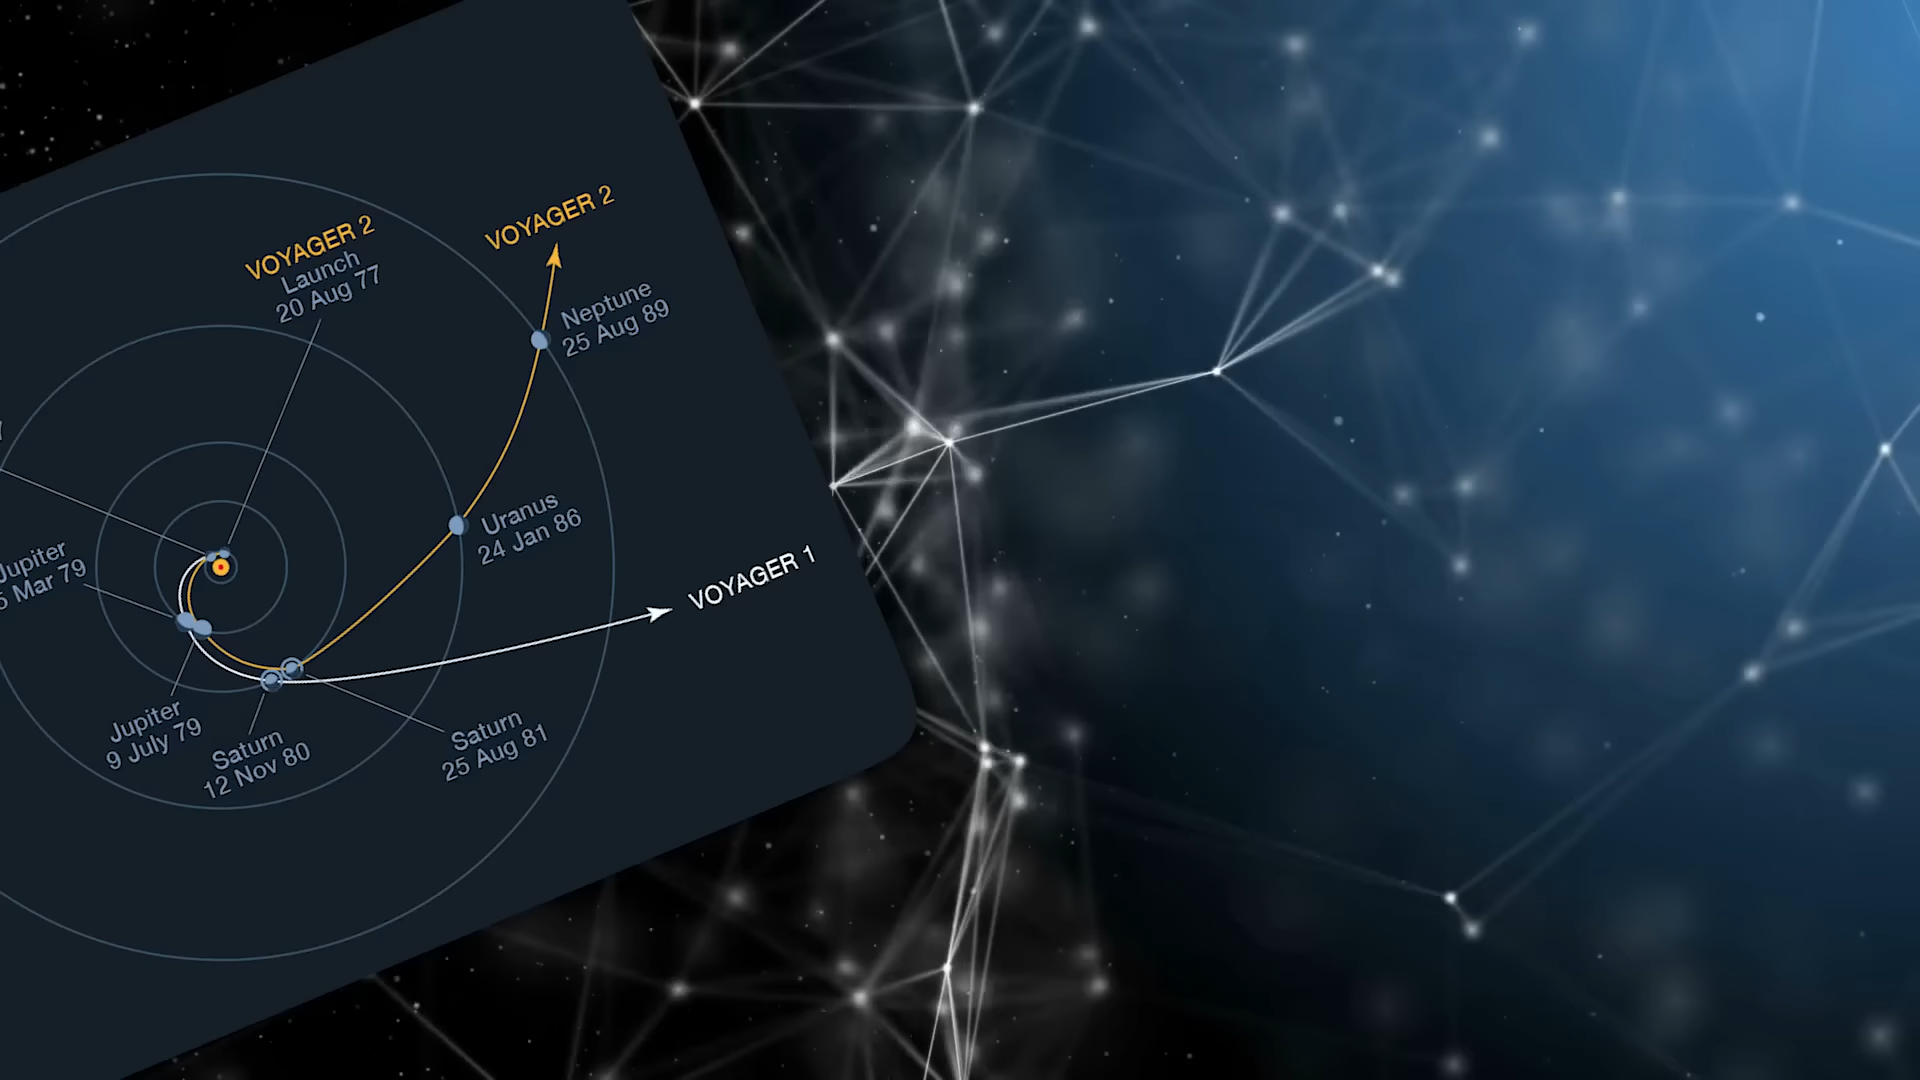 VOYAGER 2
Launch
20 Aug 77
VOYAGER 2
Neptune
25 Aug 89
Uranus
24 Jan 86
VOYAGER 1
Jupiter
Mar 79
Jupiter
9 July 79
Saturn
12 Nov 80
Saturn
25 Aug 81